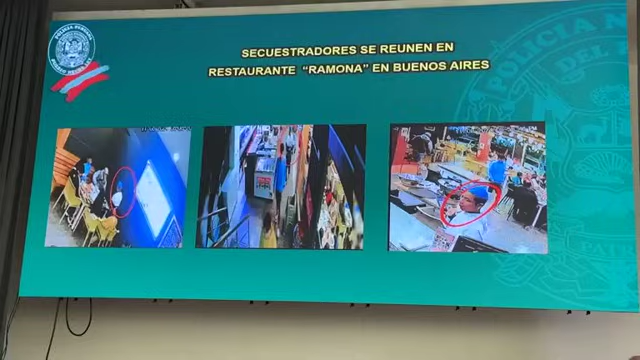 SECUESTRADORES SE REUNEN EN
RESTAURANTE "RAMONA" EN BUENOS AIRES